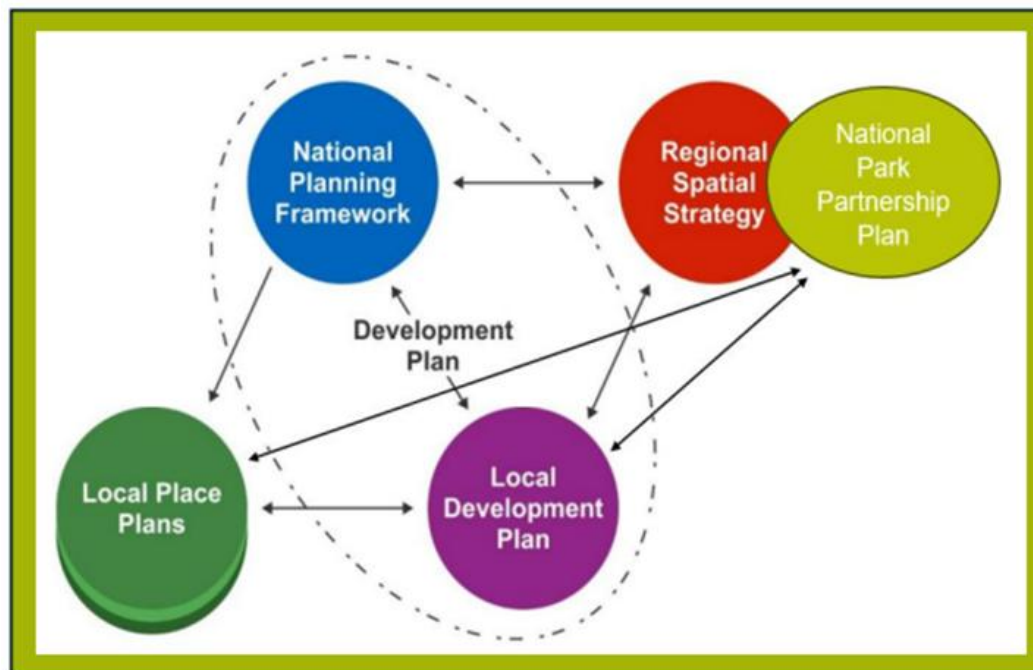 National
Planning
Framework
Regional
Spatial
Strategy
National
Park
Partnership
Plan
Development
Plan
Local Place
Plans
Local
Development
Plan